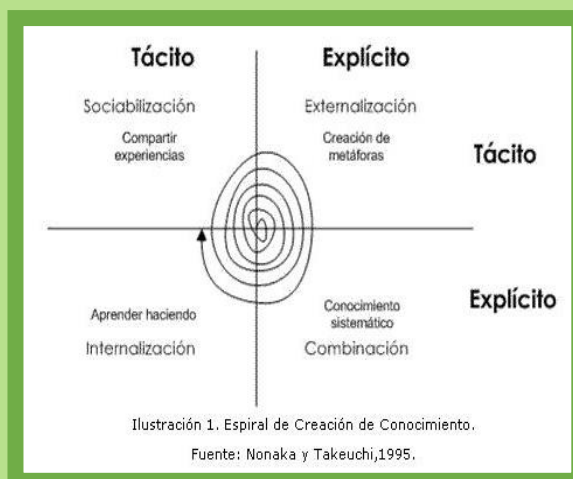 Tácito
Explícito
Sociabilización
Externalización
Compartir
experiencias
Creación de
metáforas
Tácito
Aprender haciendo
Internalización
Conocimiento
sistemático
Combinación
Explícito
Ilustración 1. Espiral de Creación de Conocimiento.
Fuente: Nonaka y Takeuchi,1995.